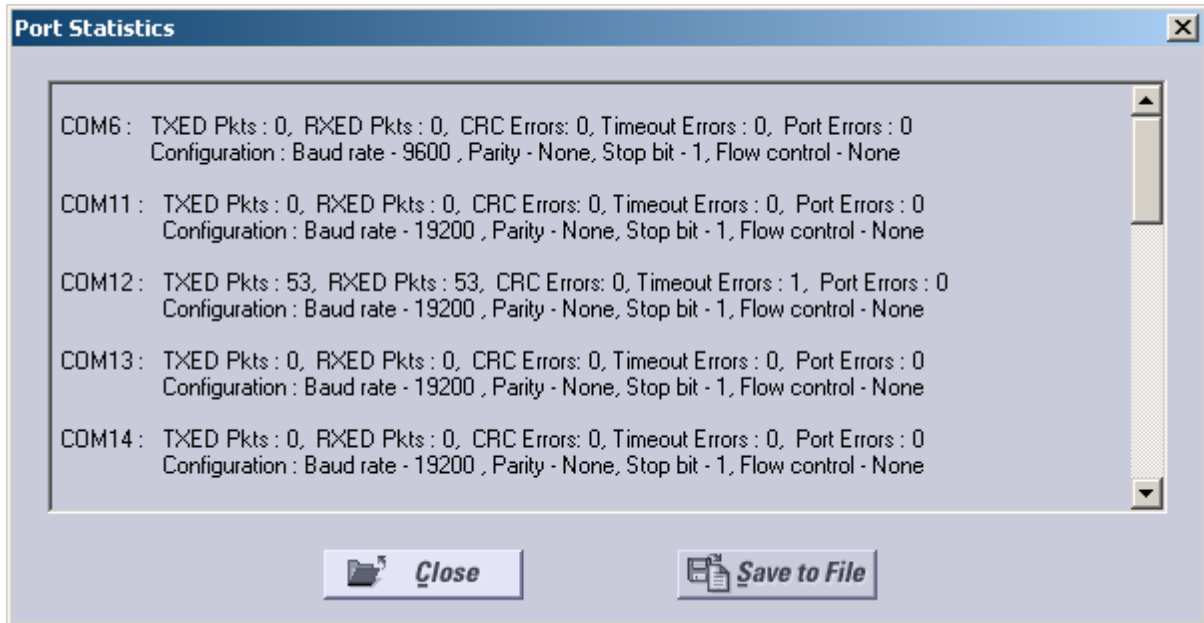 Port Statistics
COM6 : TXED Pkts : 0, RXED Pkts : 0, CRC Errors: 0, Timeout Errors : 0, Port Errors : 0
Configuration : Baud rate - 9600 , Parity - None, Stop bit - 1, Flow control - None
COM11 : TXED Pkts : 0, RXED Pkts : 0, CRC Errors: 0, Timeout Errors : 0, Port Errors : 0
Configuration : Baud rate - 19200 , Parity - None, Stop bit - 1, Flow control - None
COM12 : TXED Pkts : 53, RXED Pkts : 53, CRC Errors: 0, Timeout Errors : 1, Port Errors : 0
Configuration : Baud rate - 19200 , Parity - None, Stop bit - 1, Flow control - None
COM13 : TXED Pkts : 0, RXED Pkts : 0, CRC Errors: 0, Timeout Errors : 0, Port Errors : 0
Configuration : Baud rate - 19200 , Parity - None, Stop bit - 1, Flow control - None
COM14 : TXED Pkts : 0, RXED Pkts : 0, CRC Errors: 0, Timeout Errors : 0, Port Errors : 0
Configuration : Baud rate - 19200 , Parity - None, Stop bit - 1, Flow control - None
Close
Save to File